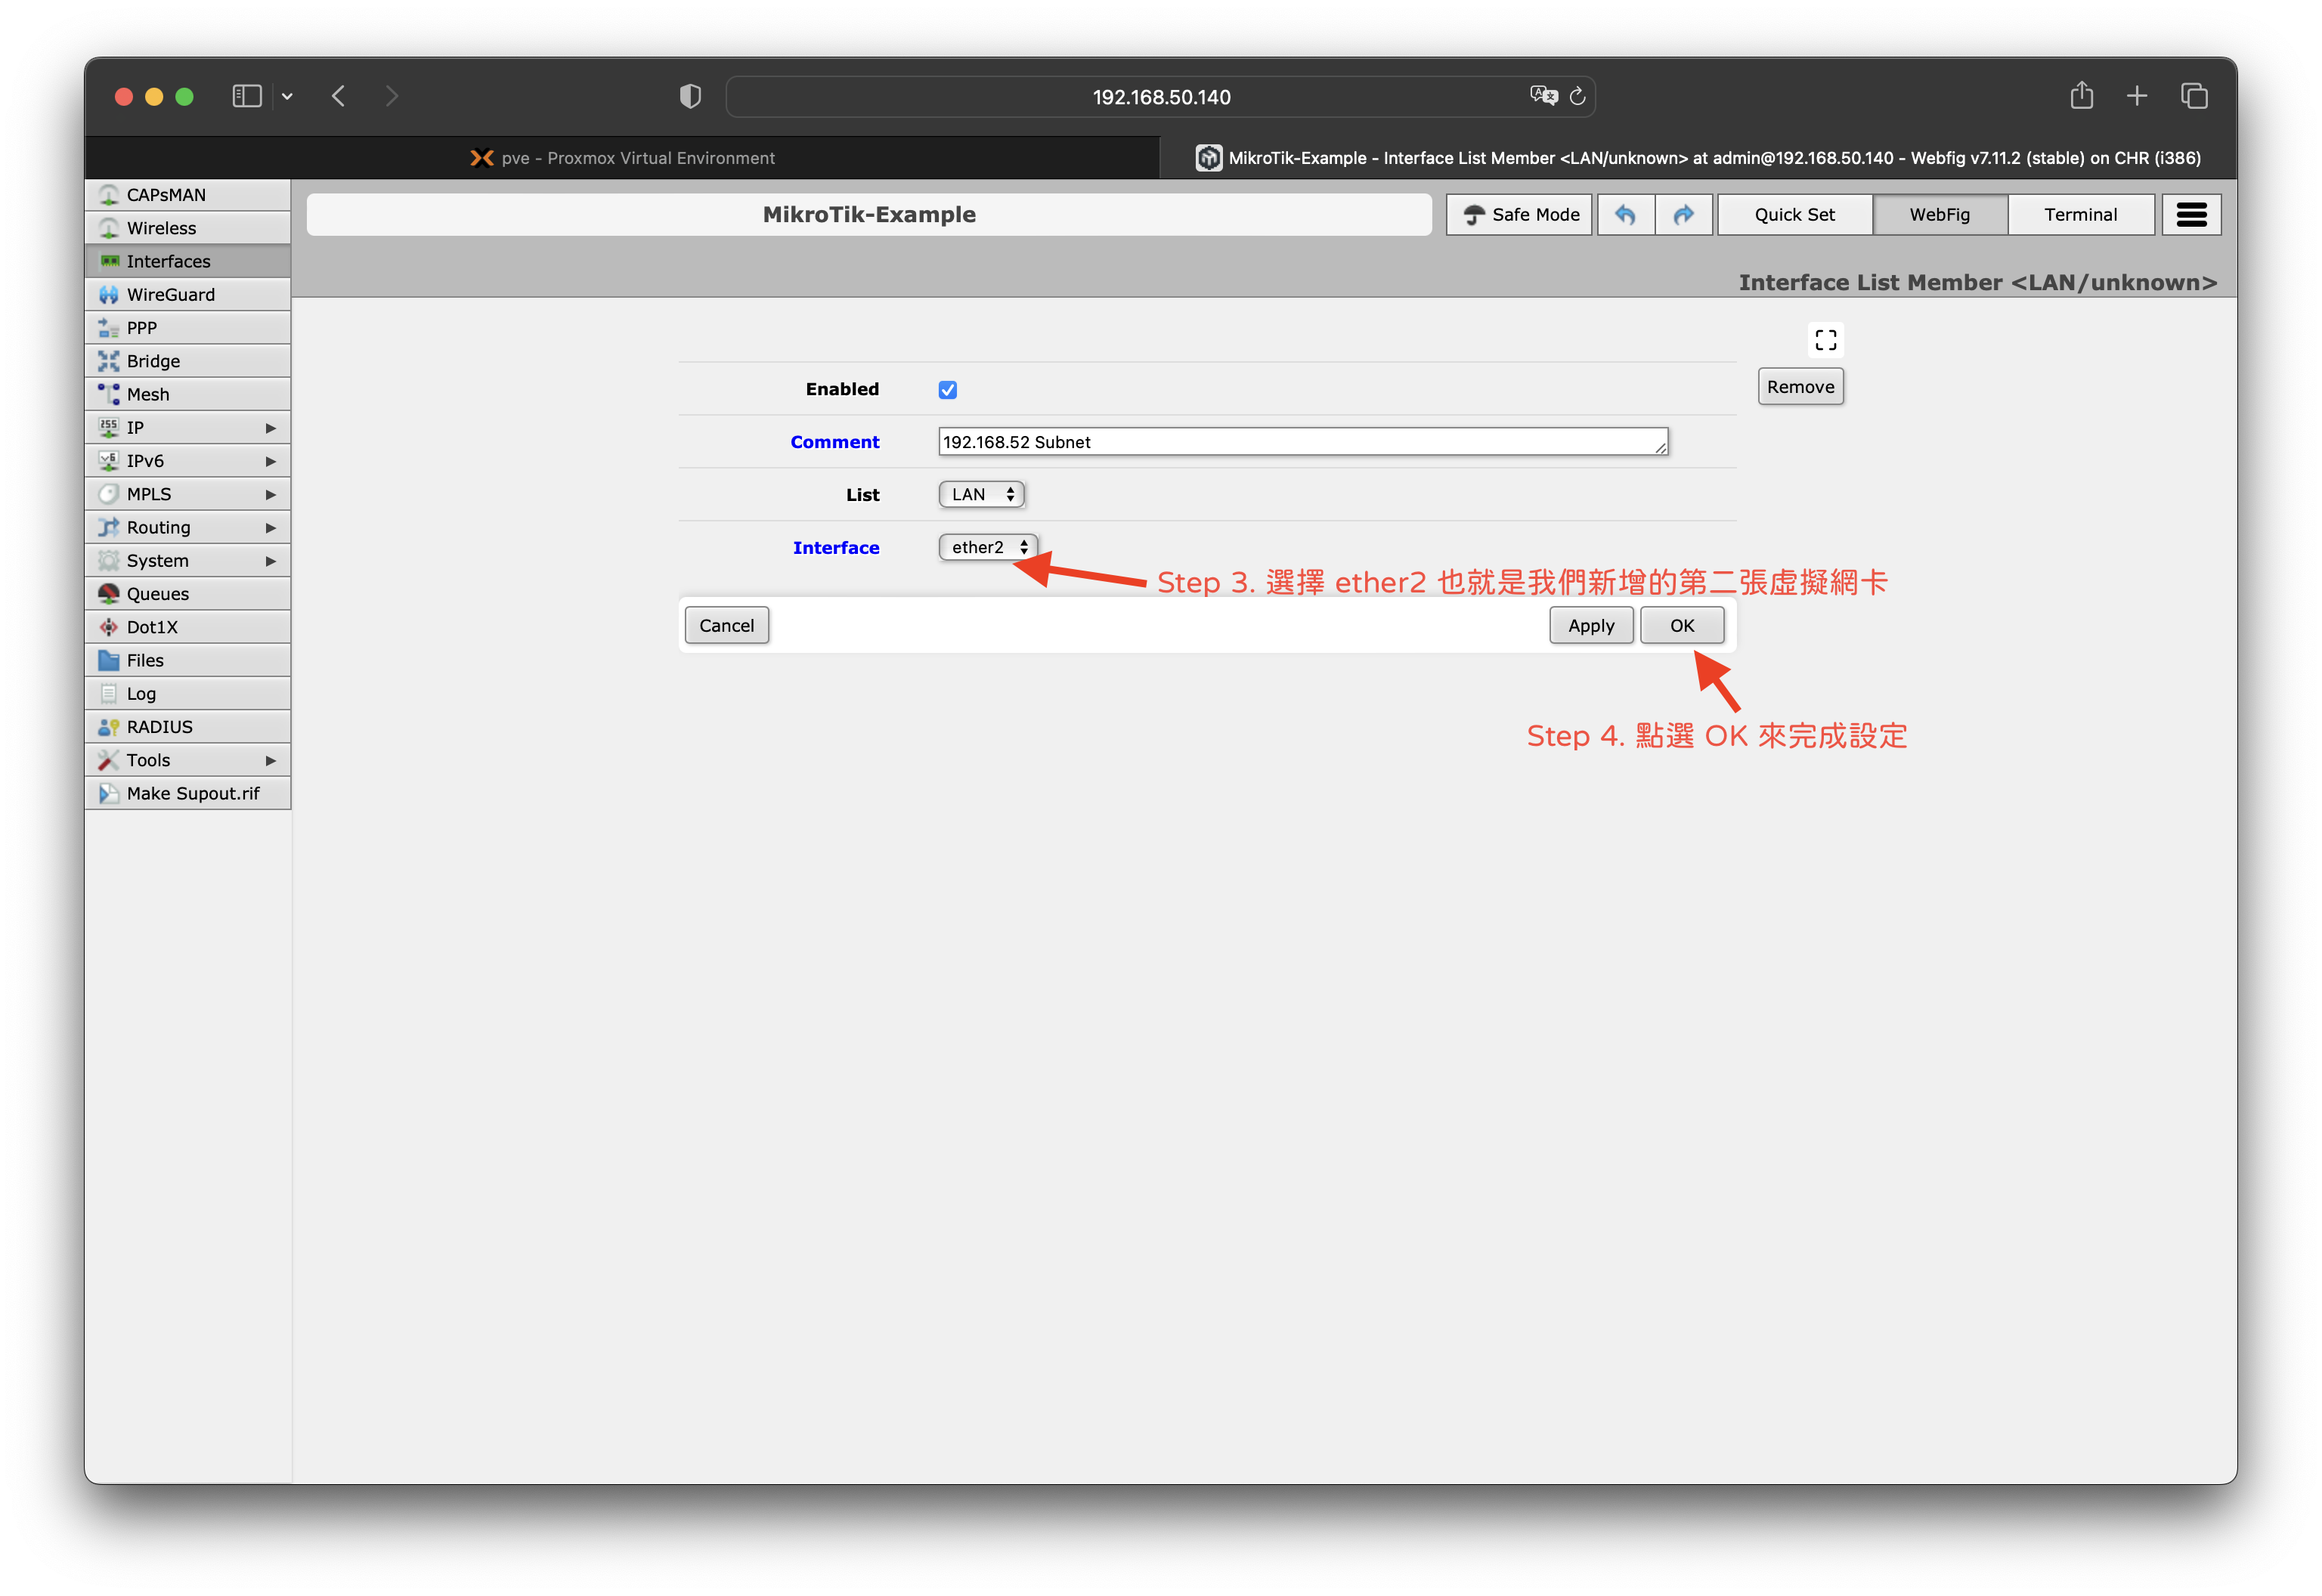 192.168.50.140
pve - Proxmox Virtual Environment
MikroTik-Example - Interface List Member <LAN/unknown> at admin@192.168.50.140 - Webfig v7.11.2 (stable) on CHR (i386)
CAPsMAN
Wireless
Interfaces
WireGuard
PPP
Bridge
Mesh
IP
IPv6
MPLS
Routing
System
Queues
Dot1X
Files
Log
RADIUS
Tools
Make Supout.rif
MikroTik-Example
Safe Mode
Quick Set
WebFig
Terminal
Interface List Member <LAN/unknown>
Enabled
Remove
Comment
192.168.52 Subnet
List
LAN
Interface
ether2
Step 3. 選擇 ether2 也就是我們新增的第二張虛擬網卡
Cancel
Apply
OK
Step 4. 點選 OK 來完成設定